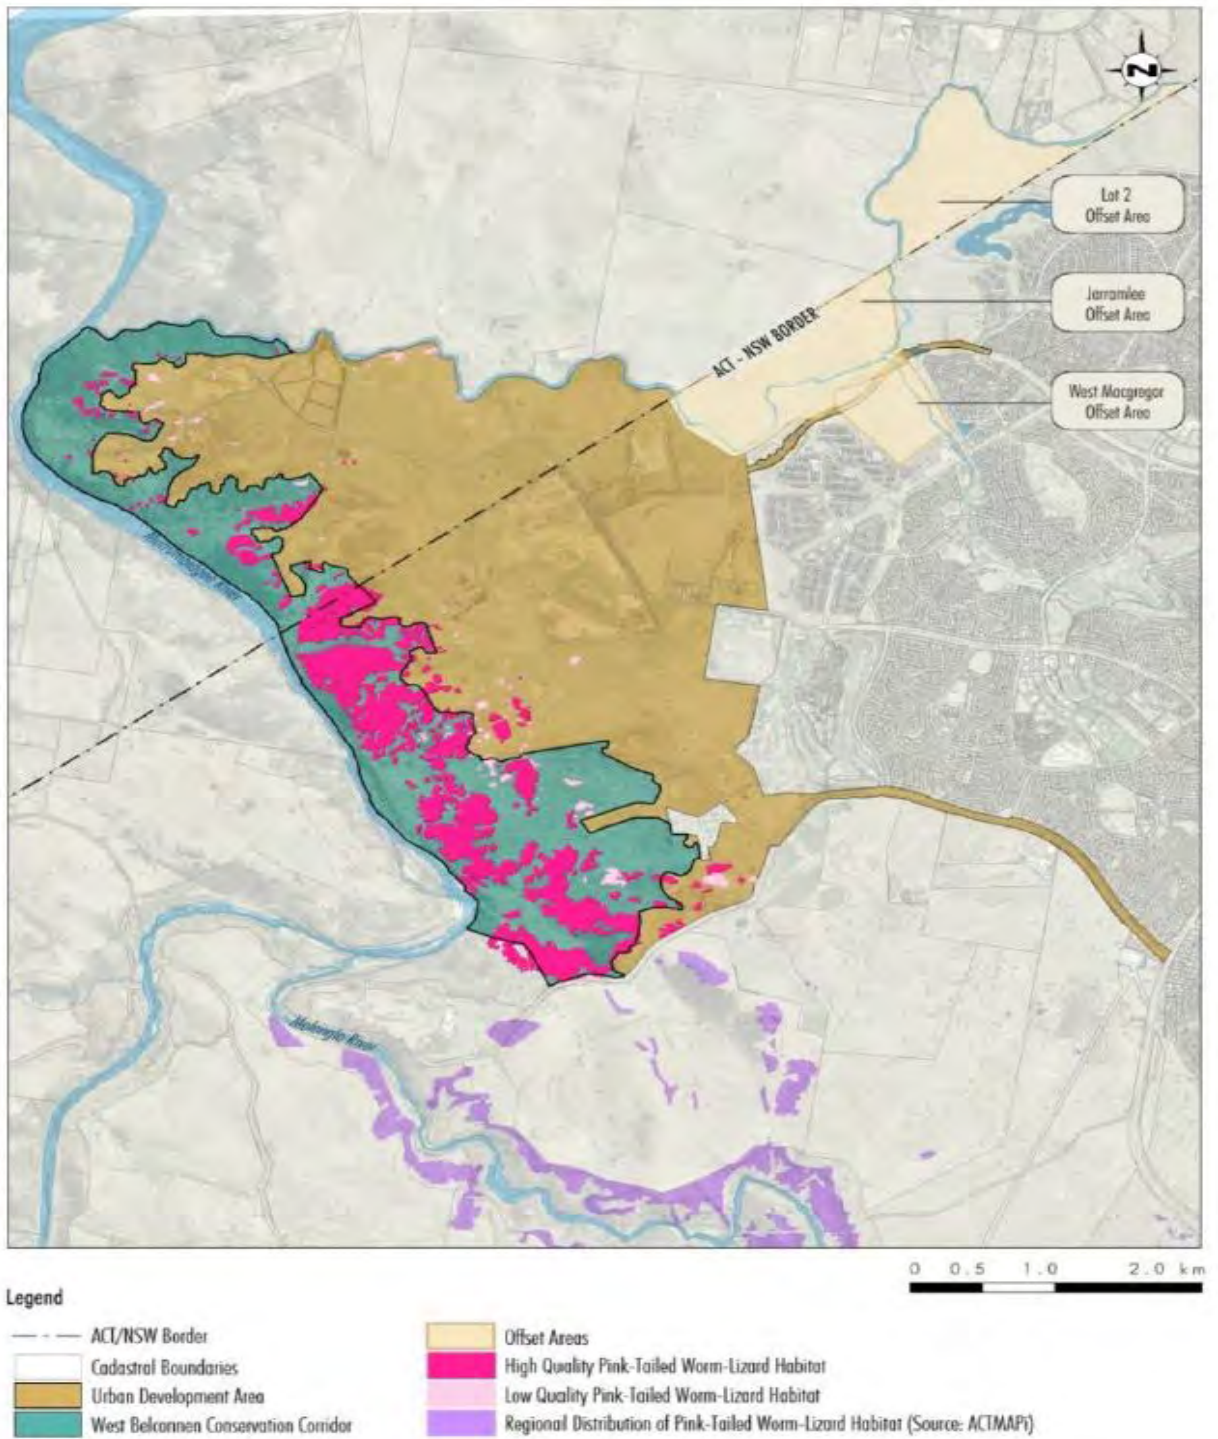 N
Lot 2
Offset Area
Jarramlee
Offset Area
ACT - NSW BORDER
West Macgregor
Offset Area
Molonglo River
0 0.5 1.0 2.0 km
Legend
ACT/NSW Border
Cadastral Boundaries
Urban Development Area
West Belconnen Conservation Corridor
Offset Areas
High Quality Pink-Tailed Worm-Lizard Habitat
Low Quality Pink-Tailed Worm-Lizard Habitat
Regional Distribution of Pink-Tailed Worm-Lizard Habitat (Source: ACTMAPi)